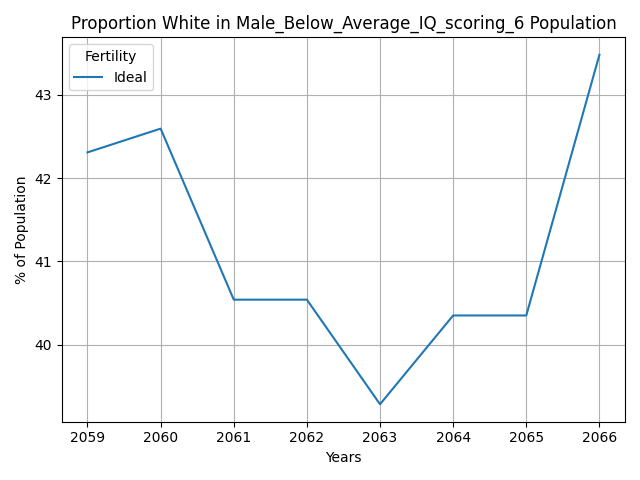 Proportion White in Male_Below_Average_IQ_scoring_6 Population
Fertility
Ideal
% of Population
43
42
41
40
2059 2060 2061 2062 2063 2064 2065 2066
Years